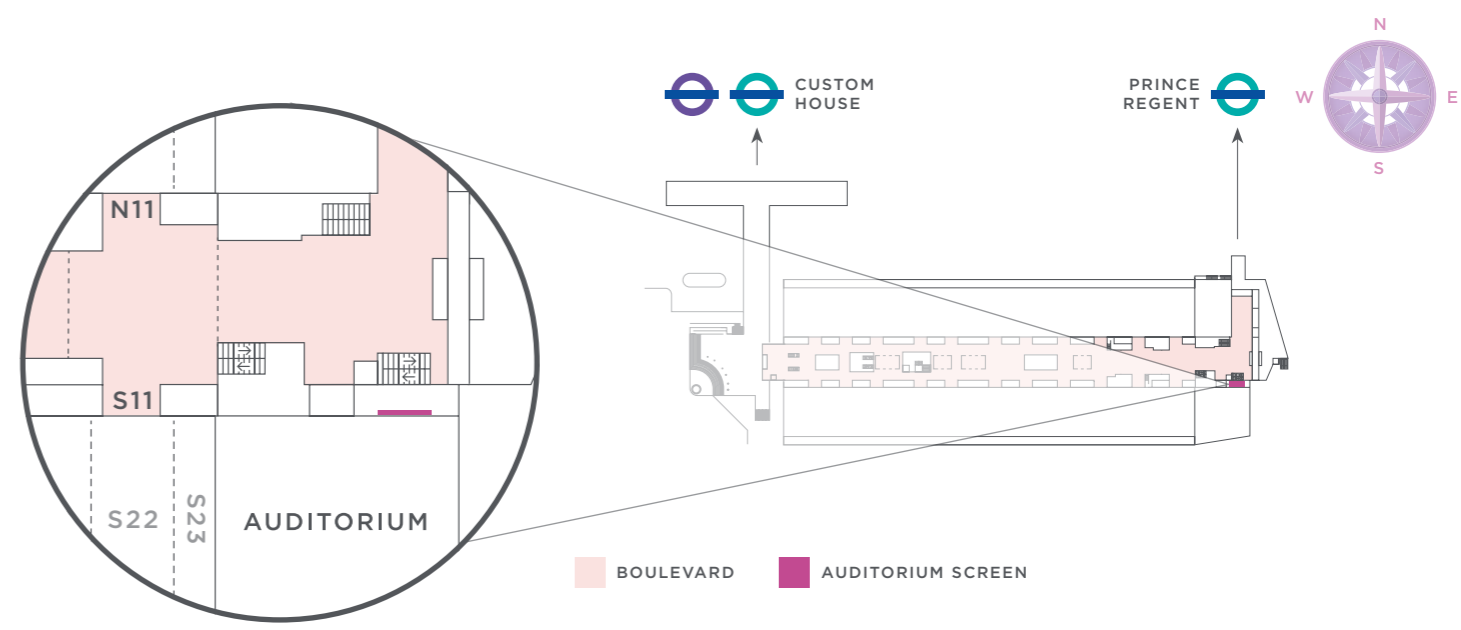 N
CUSTOM
HOUSE
PRINCE
REGENT
W
E
S
N11
S11
S22
S23
AUDITORIUM
BOULEVARD
AUDITORIUM SCREEN